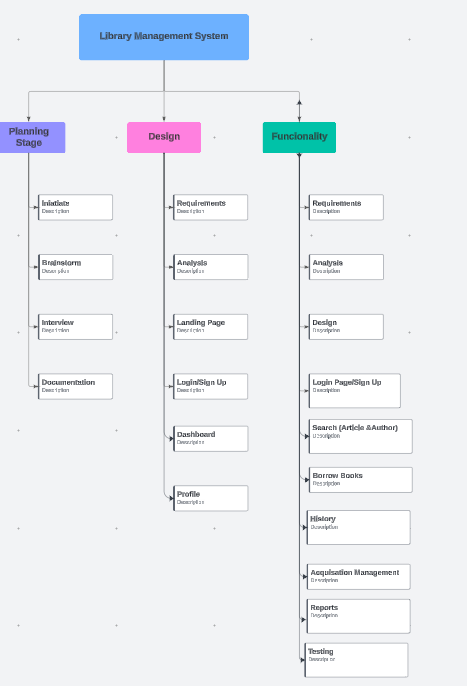 Library Management System
Planning
Stage
Design
Funcionality
Iniatiate
Description
Brainstorm
Description
Interview
Description
Documentation
Description
Requirements
Description
Analysis
Description
Landing Page
Description
Login/Sign Up
Description
Dashboard
Description
Profile
Description
Requirements
Description
Analysis
Description
Design
Description
Login Page/Sign Up
Description
Search (Article &Author)
Description
Borrow Books
Description
History
Description
Acquisation Management
Description
Reports
Description
Testing
Description